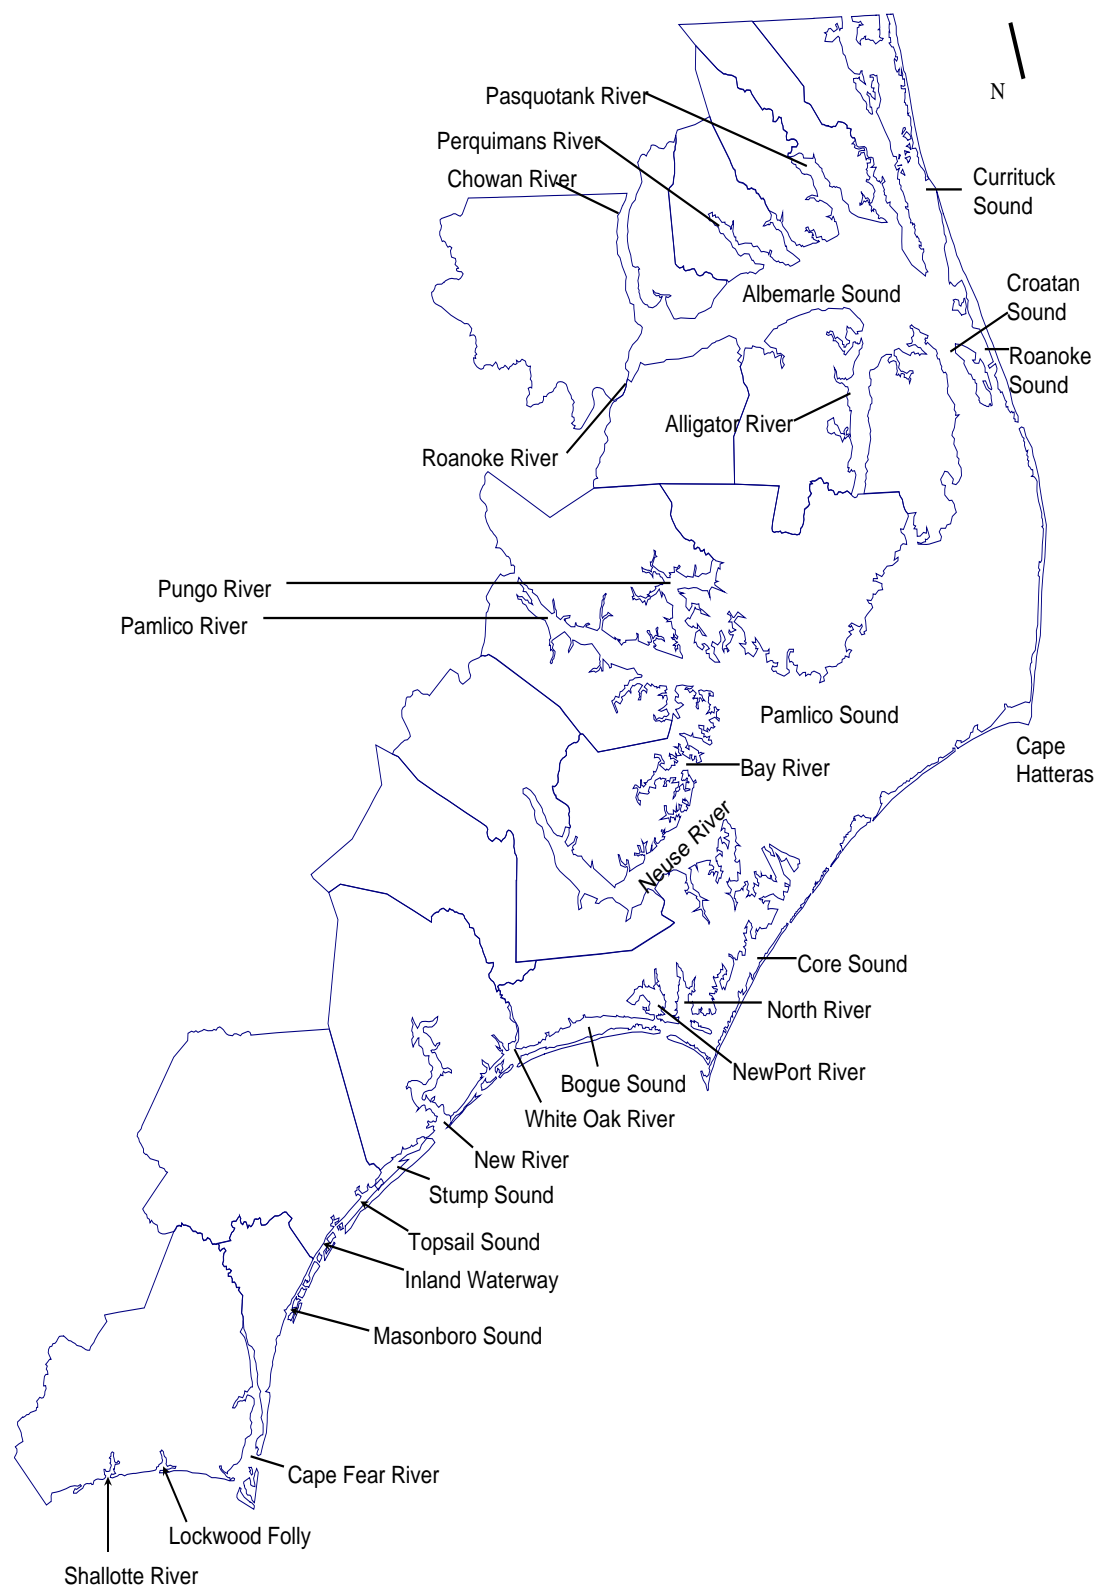 Pasquotank River
N
Perquimans River
Chowan River
Currituck
Sound
Croatan
Sound
Albemarle Sound
Roanoke
Sound
Alligator River
Roanoke River
Pungo River
Pamlico River
Pamlico Sound
Cape
Hatteras
Bay River
Neuse River
Core Sound
North River
NewPort River
Bogue Sound
White Oak River
New River
Stump Sound
Topsail Sound
Inland Waterway
Masonboro Sound
Cape Fear River
Lockwood Folly
Shallotte River